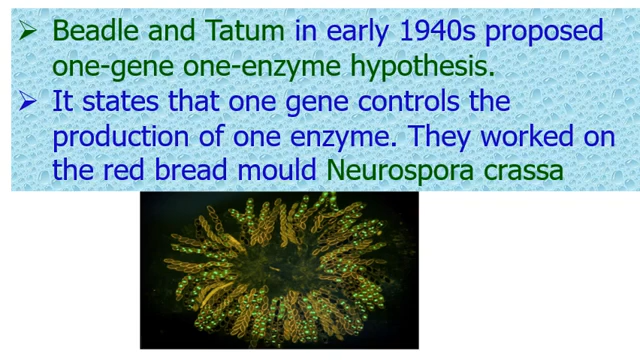 ➢ Beadle and Tatum in early 1940s proposed
one-gene one-enzyme hypothesis.
➢ It states that one gene controls the
production of one enzyme. They worked on
the red bread mould Neurospora crassa